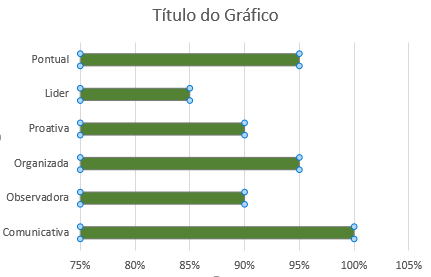 Título do Gráfico
Pontual
Lider
Proativa
Organizada
Observadora
Comunicativa
75% 80% 85% 90% 95% 100% 105%